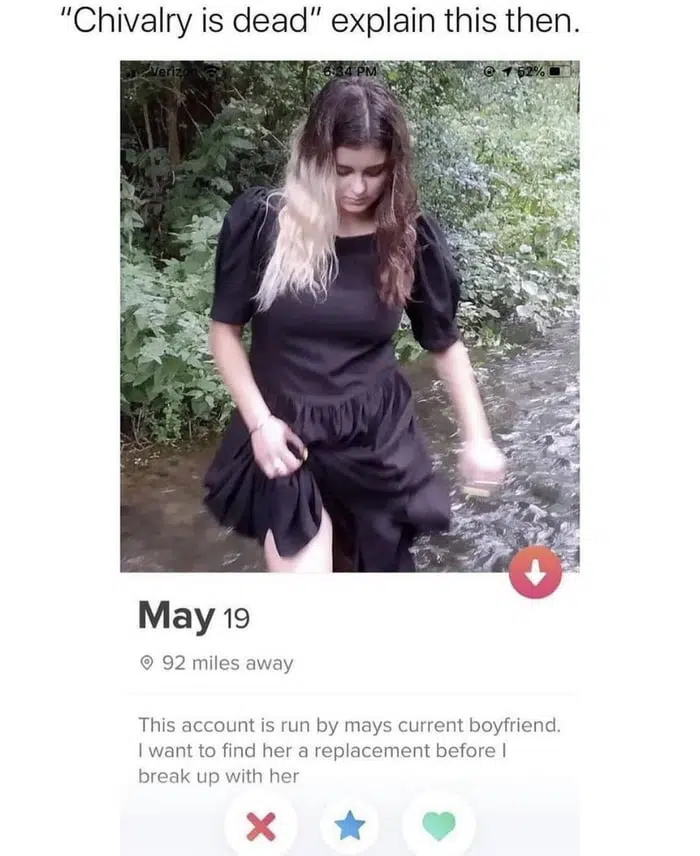 “Chivalry is dead” explain this then.
Verizon 6:34 PM 52%
May 19
92 miles away
This account is run by mays current boyfriend.
I want to find her a replacement before I
break up with her